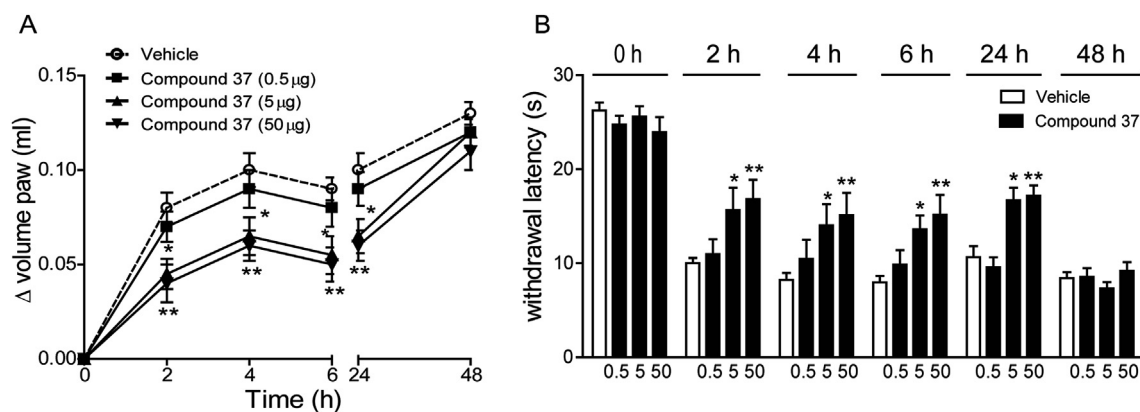 A
Vehicle
Compound 37 (0.5 µg)
Compound 37 (5 µg)
Compound 37 (50 µg)
Δ volume paw (ml)
0.15
0.10
0.05
0.00
*
**
*
**
*
**
*
**
0 2 4 6 24 48
Time (h)
B
0 h 2 h 4 h 6 h 24 h 48 h
withdrawal latency (s)
30
20
10
0
Vehicle
Compound 37
* ** * ** * ** * **
0.5 5 50 0.5 5 50 0.5 5 50 0.5 5 50 0.5 5 50 0.5 5 50